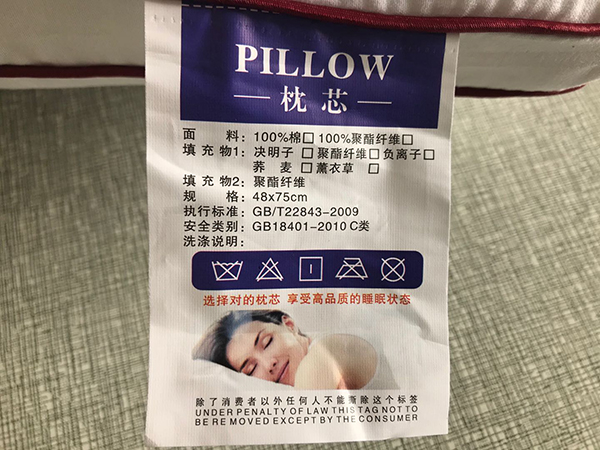 PILLOW
—枕芯—
面 料：100%棉□ 100%聚酯纤维□
填充物1：决明子□ 聚酯纤维□ 负离子□
荞 麦□ 薰衣草 □
填充物2：聚酯纤维
规 格：48x75cm
执行标准：GB/T22843-2009
安全类别：GB18401-2010 C类
洗涤说明：
选择对的枕芯 享受高品质的睡眠状态
除了消费者以外任何人不能撕除这个标签
UNDER PENALTY OF LAW THIS TAG NOT TO
BE REMOVED EXCEPT BY THE CONSUMER